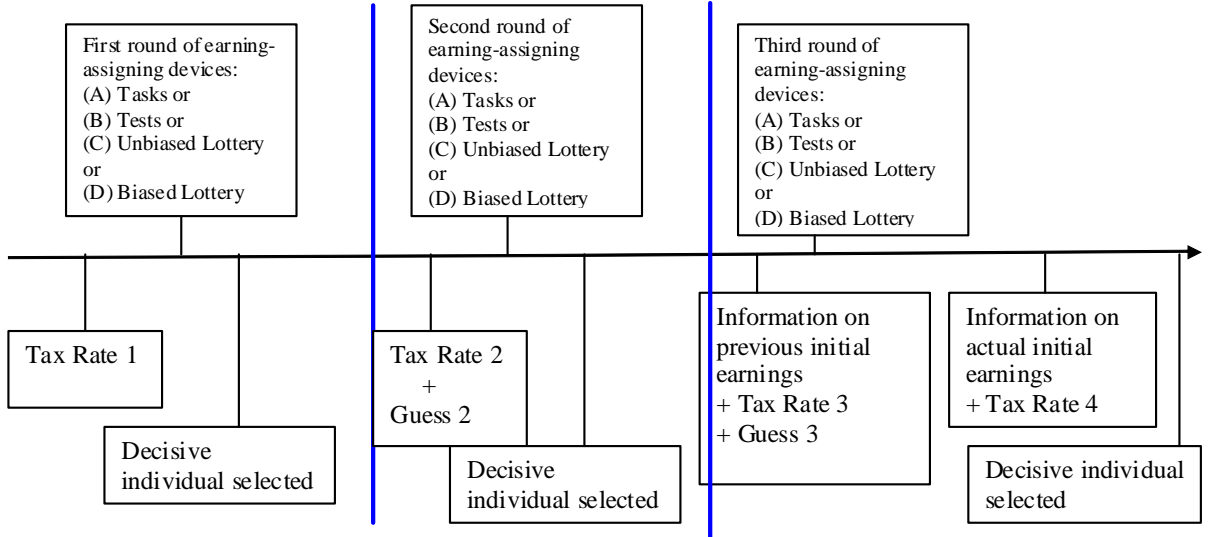 First round of earning-
assigning devices:
(A) Tasks or
(B) Tests or
(C) Unbiased Lottery
or
(D) Biased Lottery
Second round of
earning-assigning
devices:
(A) Tasks or
(B) Tests or
(C) Unbiased Lottery
or
(D) Biased Lottery
Third round of
earning-assigning
devices:
(A) Tasks or
(B) Tests or
(C) Unbiased Lottery
or
(D) Biased Lottery
Tax Rate 1
Decisive
individual selected
Tax Rate 2
+
Guess 2
Decisive
individual selected
Information on
previous initial
earnings
+ Tax Rate 3
+ Guess 3
Information on
actual initial
earnings
+ Tax Rate 4
Decisive individual
selected